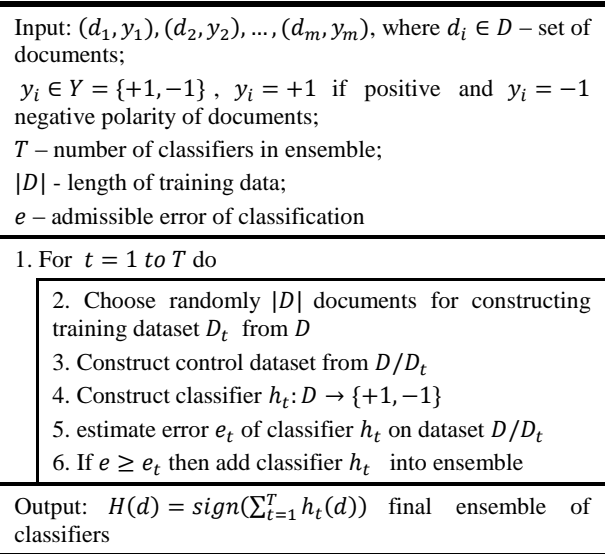 Input: (d₁, y₁), (d₂, y₂), …, (dₘ, yₘ), where dᵢ ∈ D – set of
documents;
yᵢ ∈ Y = {+1, −1} , yᵢ = +1 if positive and yᵢ = −1
negative polarity of documents;
T – number of classifiers in ensemble;
|D| - length of training data;
e – admissible error of classification
1. For t = 1 to T do
2. Choose randomly |D| documents for constructing
training dataset Dₜ from D
3. Construct control dataset from D/Dₜ
4. Construct classifier hₜ: D → {+1, −1}
5. estimate error eₜ of classifier hₜ on dataset D/Dₜ
6. If e ≥ eₜ then add classifier hₜ into ensemble
Output: H(d) = sign(∑ₜ₌₁ᵀ hₜ(d)) final ensemble of
classifiers